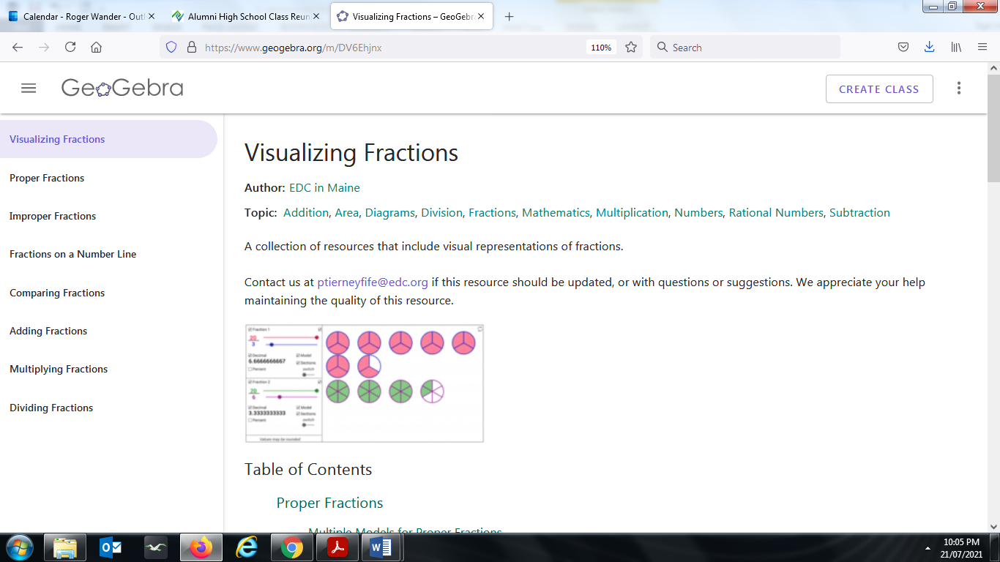 Calendar - Roger Wander - Outl
Alumni High School Class Reun
Visualizing Fractions – GeoGebra
https://www.geogebra.org/m/DV6Ehjnx
110%
Search
GeoGebra
CREATE CLASS
Visualizing Fractions
Proper Fractions
Improper Fractions
Fractions on a Number Line
Comparing Fractions
Adding Fractions
Multiplying Fractions
Dividing Fractions
Visualizing Fractions
Author: EDC in Maine
Topic: Addition, Area, Diagrams, Division, Fractions, Mathematics, Multiplication, Numbers, Rational Numbers, Subtraction
A collection of resources that include visual representations of fractions.
Contact us at ptierneyfife@edc.org if this resource should be updated, or with questions or suggestions. We appreciate your help
maintaining the quality of this resource.
Fraction 1
20
3
Decimal
Model
6.6666666667
Sections
Percent
switch
Fraction 2
20
6
Decimal
Model
3.3333333333
Sections
Percent
switch
Values may be rounded
Table of Contents
Proper Fractions
Multiple Models for Proper Fractions
10:05 PM
21/07/2021